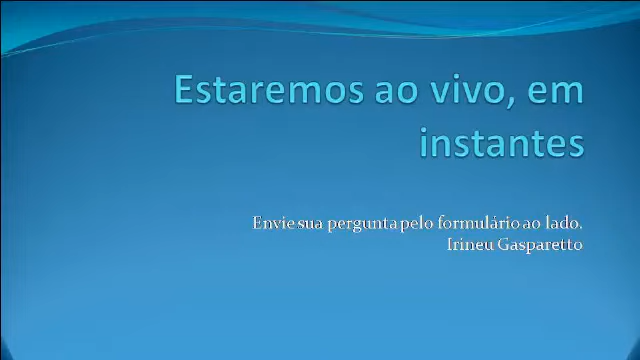 Estaremos ao vivo, em
instantes
Envie sua pergunta pelo formulário ao lado.
Irineu Gasparetto